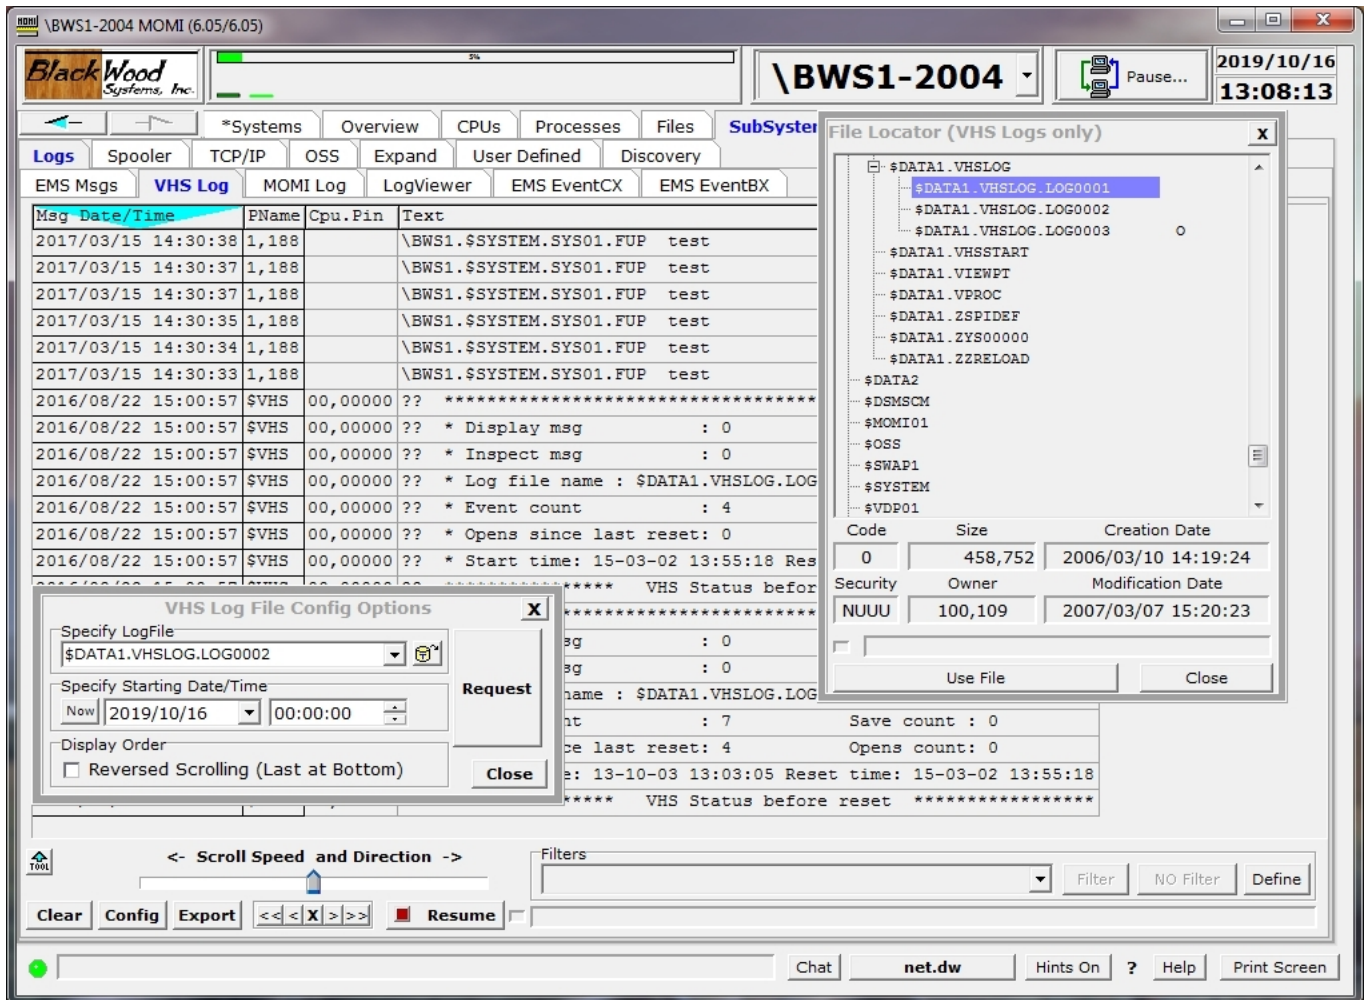 \BWS1-2004 MOMI (6.05/6.05)
BlackWood Systems, Inc.
5%
\BWS1-2004
Pause...
2019/10/16
13:08:13
*Systems Overview CPUs Processes Files SubSyster
Logs Spooler TCP/IP OSS Expand User Defined Discovery
EMS Msgs VHS Log MOMI Log LogViewer EMS EventCX EMS EventBX
Msg Date/Time PName Cpu.Pin Text
2017/03/15 14:30:38 1,188 \BWS1.$SYSTEM.SYS01.FUP test
2017/03/15 14:30:37 1,188 \BWS1.$SYSTEM.SYS01.FUP test
2017/03/15 14:30:37 1,188 \BWS1.$SYSTEM.SYS01.FUP test
2017/03/15 14:30:35 1,188 \BWS1.$SYSTEM.SYS01.FUP test
2017/03/15 14:30:34 1,188 \BWS1.$SYSTEM.SYS01.FUP test
2017/03/15 14:30:33 1,188 \BWS1.$SYSTEM.SYS01.FUP test
2016/08/22 15:00:57 $VHS 00,00000 ?? ***********************************
2016/08/22 15:00:57 $VHS 00,00000 ?? * Display msg : 0
2016/08/22 15:00:57 $VHS 00,00000 ?? * Inspect msg : 0
2016/08/22 15:00:57 $VHS 00,00000 ?? * Log file name : $DATA1.VHSLOG.LOG
2016/08/22 15:00:57 $VHS 00,00000 ?? * Event count : 4
2016/08/22 15:00:57 $VHS 00,00000 ?? * Opens since last reset: 0
2016/08/22 15:00:57 $VHS 00,00000 ?? * Start time: 15-03-02 13:55:18 Res
**** VHS Status befor
sg : 0
sg : 0
name : $DATA1.VHSLOG.LOG
nt : 7 Save count : 0
ce last reset: 4 Opens count: 0
e: 13-10-03 13:03:05 Reset time: 15-03-02 13:55:18
**** VHS Status before reset *****************
File Locator (VHS Logs only) X
$DATA1.VHSLOG
$DATA1.VHSLOG.LOG0001
$DATA1.VHSLOG.LOG0002
$DATA1.VHSLOG.LOG0003 O
$DATA1.VHSSTART
$DATA1.VIEWPT
$DATA1.VPROC
$DATA1.ZSPIDEF
$DATA1.ZYS00000
$DATA1.ZZRELOAD
$DATA2
$DSMSCM
$MOMI01
$OSS
$SWAP1
$SYSTEM
$VDP01
Code Size Creation Date
0 458,752 2006/03/10 14:19:24
Security Owner Modification Date
NUUU 100,109 2007/03/07 15:20:23
Use File Close
VHS Log File Config Options X
Specify LogFile
$DATA1.VHSLOG.LOG0002
Specify Starting Date/Time
Now 2019/10/16 00:00:00
Request
Display Order
Reversed Scrolling (Last at Bottom)
Close
TOOL
<- Scroll Speed and Direction ->
Filters
Filter NO Filter Define
Clear Config Export << < X > >> Resume
Chat net.dw Hints On ? Help Print Screen